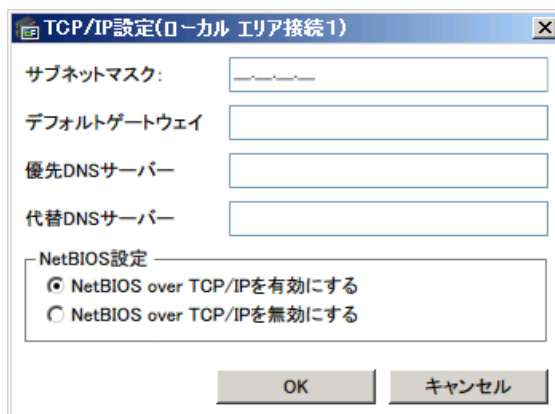 TCP/IP設定(ローカル エリア接続1)
サブネットマスク:
__.__.__.__
デフォルトゲートウェイ
優先DNSサーバー
代替DNSサーバー
NetBIOS設定
NetBIOS over TCP/IPを有効にする
NetBIOS over TCP/IPを無効にする
OK
キャンセル